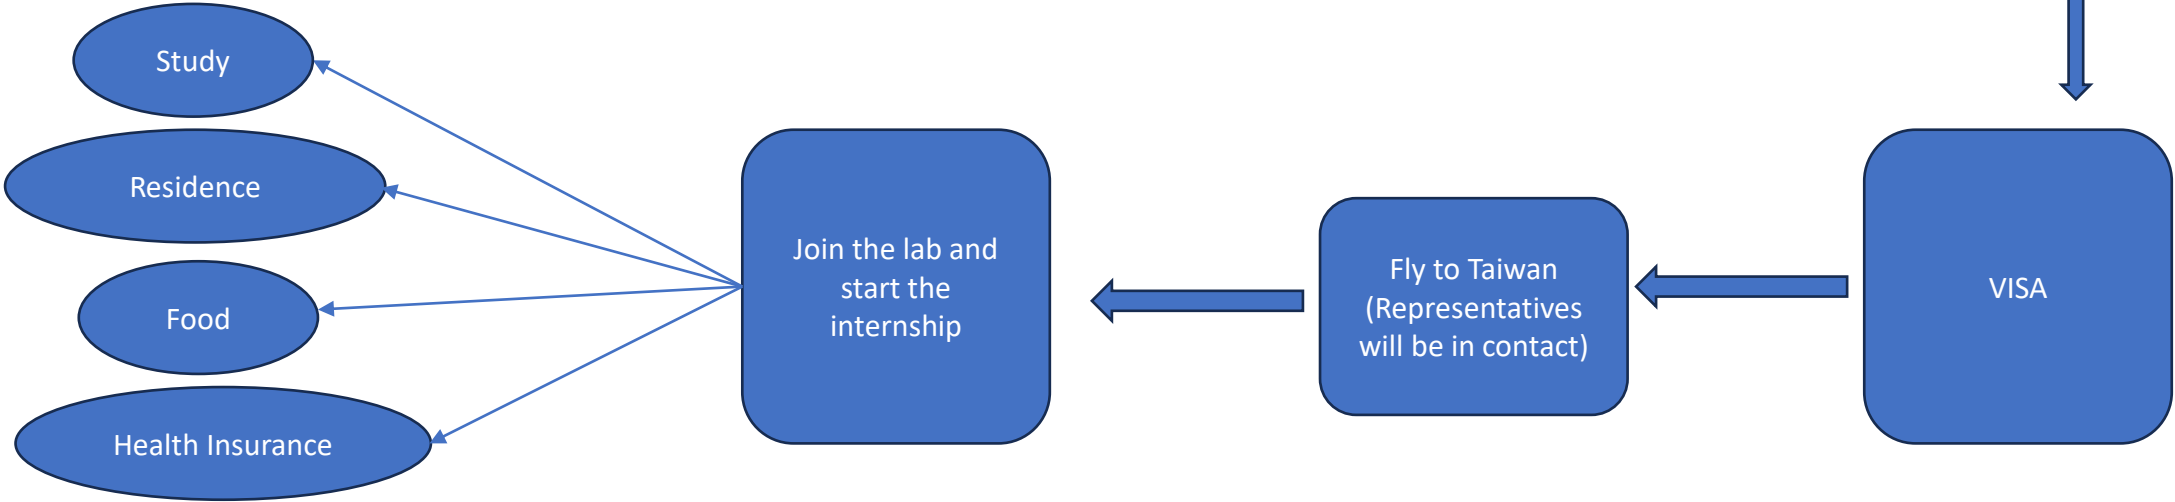 Study
Residence
Food
Health Insurance
Join the lab and
start the
internship
Fly to Taiwan
(Representatives
will be in contact)
VISA